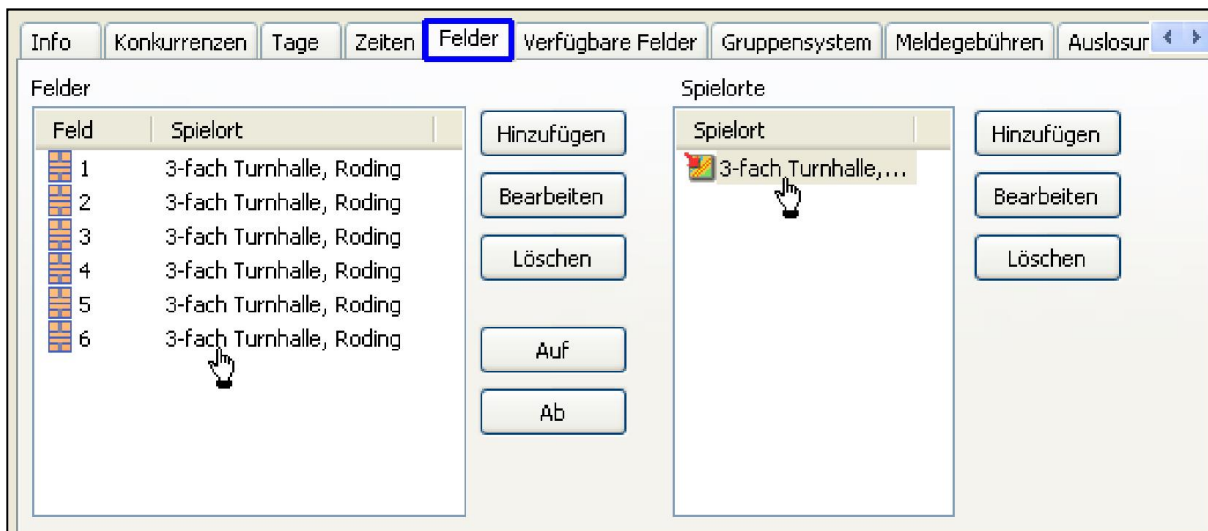 Info Konkurrenzen Tage Zeiten Felder Verfügbare Felder Gruppensystem Meldegebühren Auslosur
Felder
Feld Spielort
1 3-fach Turnhalle, Roding
2 3-fach Turnhalle, Roding
3 3-fach Turnhalle, Roding
4 3-fach Turnhalle, Roding
5 3-fach Turnhalle, Roding
6 3-fach Turnhalle, Roding
Hinzufügen
Bearbeiten
Löschen
Auf
Ab
Spielorte
Spielort
3-fach Turnhalle,...
Hinzufügen
Bearbeiten
Löschen